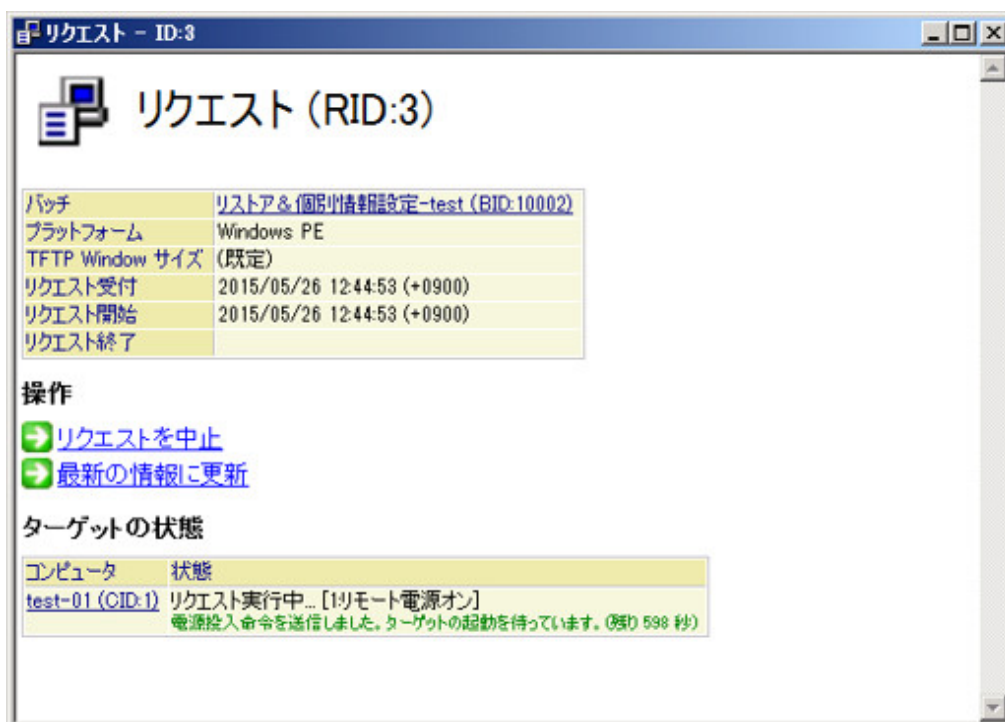 リクエスト - ID:3
リクエスト (RID:3)
バッチ リストア&個別情報設定-test (BID:10002)
プラットフォーム Windows PE
TFTP Window サイズ (既定)
リクエスト受付 2015/05/26 12:44:53 (+0900)
リクエスト開始 2015/05/26 12:44:53 (+0900)
リクエスト終了
操作
リクエストを中止
最新の情報に更新
ターゲットの状態
コンピュータ 状態
test-01 (CID:1) リクエスト実行中... [1:リモート電源オン]
電源投入命令を送信しました。ターゲットの起動を待っています。(残り 598 秒)